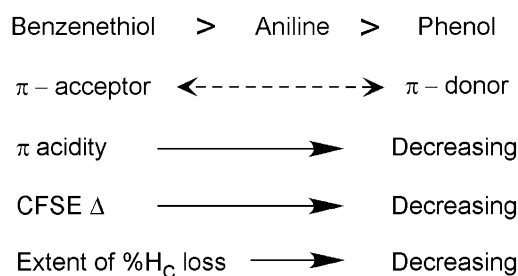 Benzenethiol > Aniline > Phenol
π – acceptor π – donor
π acidity Decreasing
CFSE Δ Decreasing
Extent of %H_C loss Decreasing